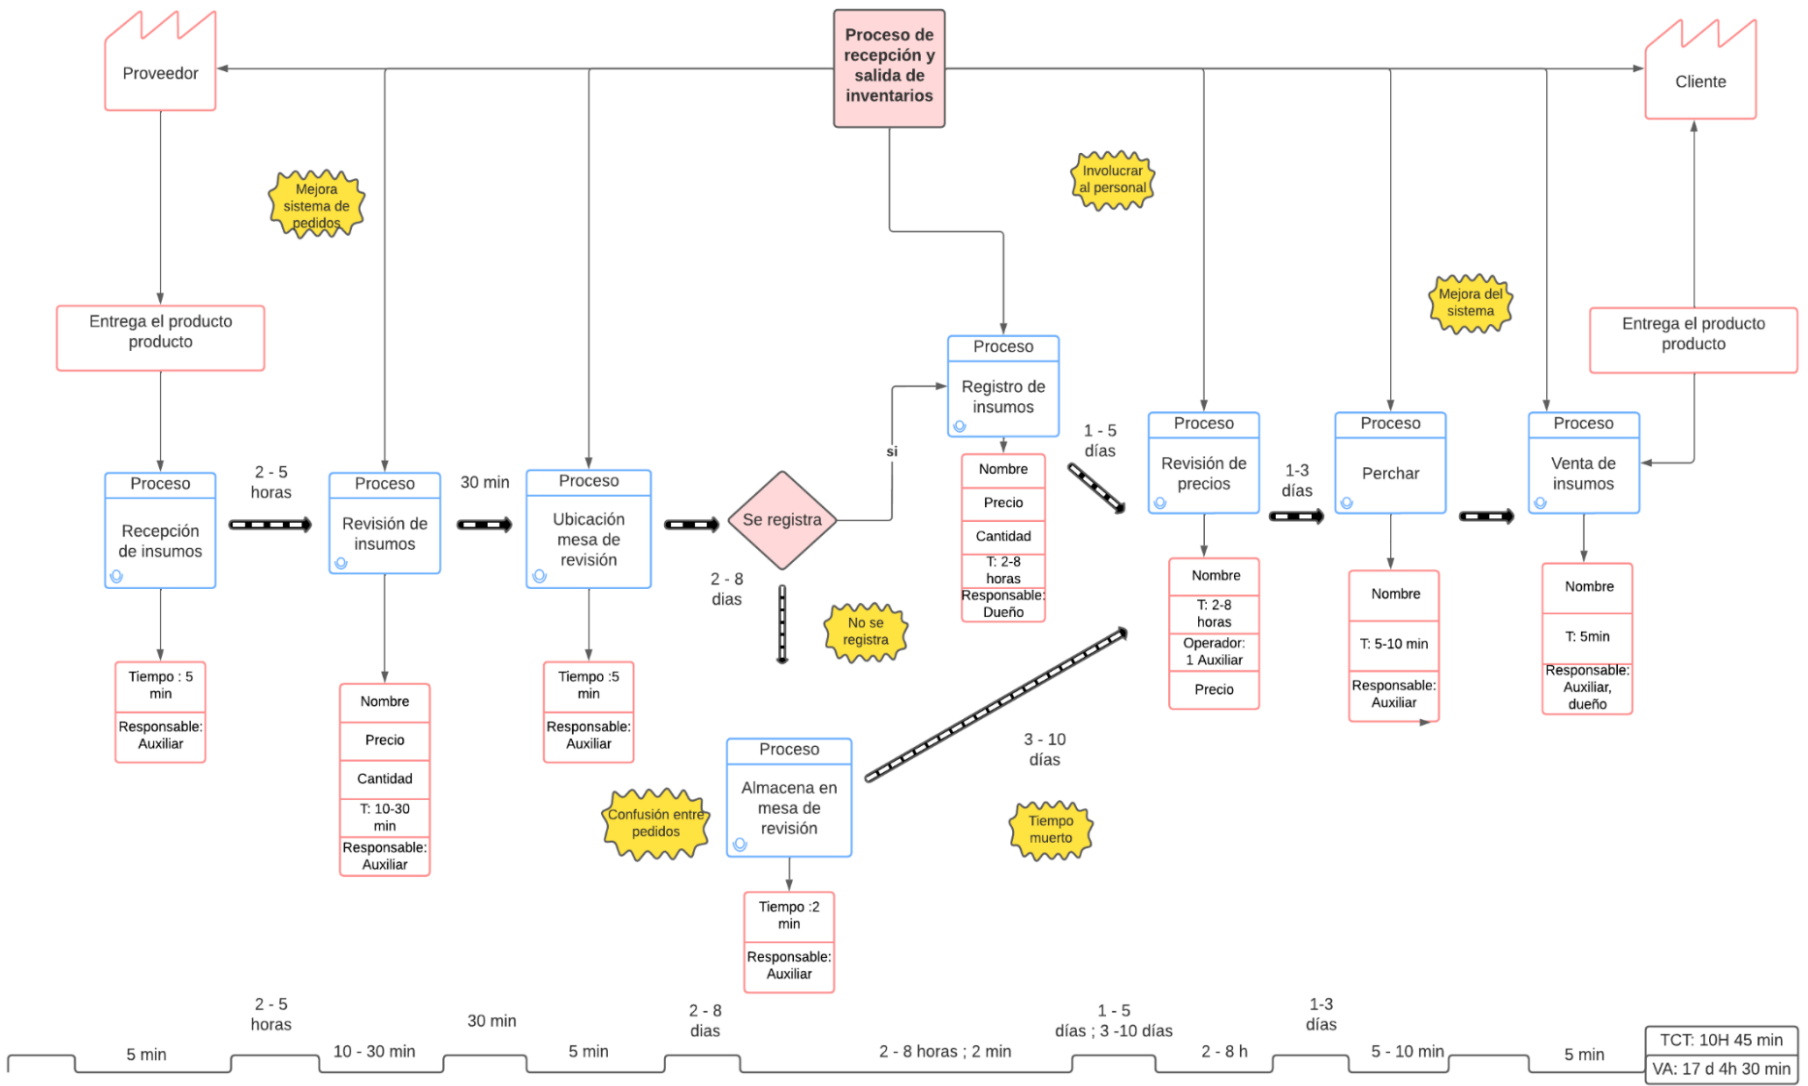 Proveedor
Proceso de
recepción y
salida de
inventarios
Cliente
Mejora
sistema de
pedidos
Involucrar
al personal
Mejora del
sistema
Entrega el producto
producto
Entrega el producto
producto
Proceso
Registro de
insumos
Nombre
Precio
Cantidad
T: 2-8
horas
Responsable:
Dueño
si
1 - 5
días
Proceso
Recepción
de insumos
Tiempo : 5
min
Responsable:
Auxiliar
2 - 5
horas
Proceso
Revisión de
insumos
Nombre
Precio
Cantidad
T: 10-30
min
Responsable:
Auxiliar
30 min
Proceso
Ubicación
mesa de
revisión
Tiempo :5
min
Responsable:
Auxiliar
Se registra
2 - 8
dias
No se
registra
Proceso
Revisión de
precios
Nombre
T: 2-8
horas
Operador:
1 Auxiliar
Precio
1-3
días
Proceso
Perchar
Nombre
T: 5-10 min
Responsable:
Auxiliar
Proceso
Venta de
insumos
Nombre
T: 5min
Responsable:
Auxiliar,
dueño
Confusión entre
pedidos
Proceso
Almacena en
mesa de
revisión
Tiempo :2
min
Responsable:
Auxiliar
3 - 10
días
Tiempo
muerto
5 min
2 - 5
horas
10 - 30 min
30 min
5 min
2 - 8
dias
2 - 8 horas ; 2 min
1 - 5
días ; 3 -10 días
2 - 8 h
1-3
días
5 - 10 min
5 min
TCT: 10H 45 min
VA: 17 d 4h 30 min